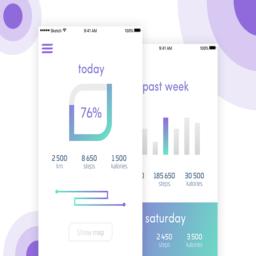 Sketch 9:41 AM 100%
today
76%
2 500 8 650 1 500
km steps kalories
Show map
9:41 AM 100%
past week
185 650 30 500
steps kalories
saturday
2 450 3 500
steps kalories